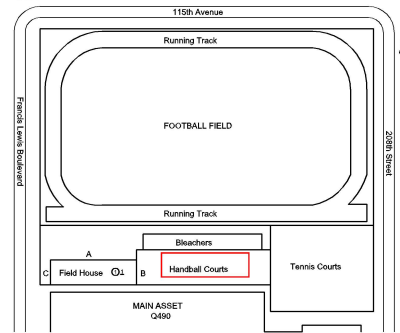 115th Avenue
Running Track
Francis Lewis Boulevard
FOOTBALL FIELD
208th Street
Running Track
Bleachers
A
C
Field House
1
B
Handball Courts
Tennis Courts
MAIN ASSET
Q490